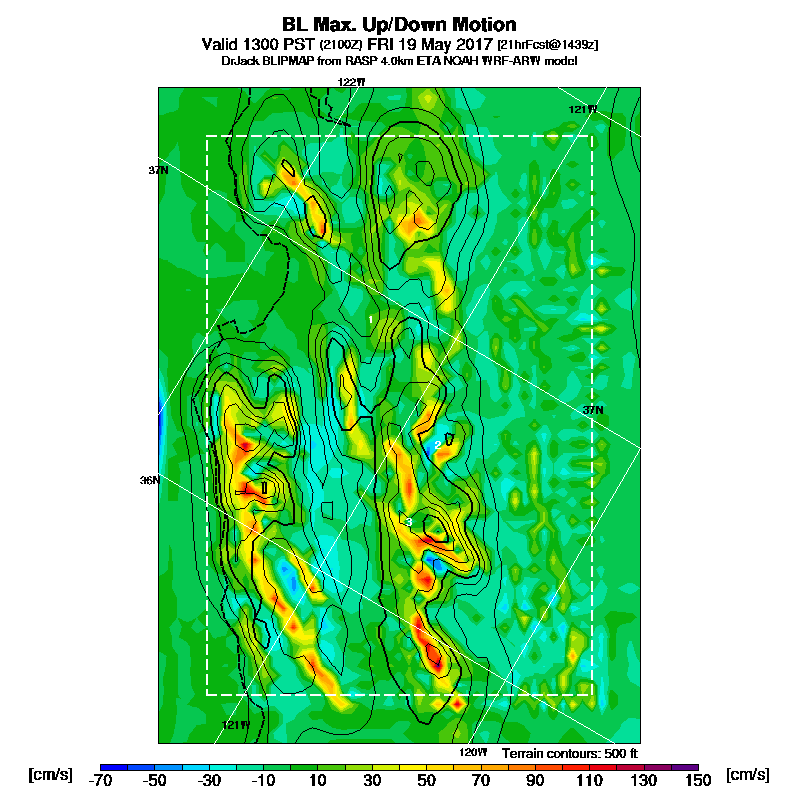 BL Max. Up/Down Motion
Valid 1300 PST (2100Z) FRI 19 May 2017 [21hrFcst@1439z]
DrJack BLIPMAP from RASP 4.0km ETA NOAH WRF-ARW model
122W
121W
37N
1
37N
2
36N
3
121W
120W Terrain contours: 500 ft
[cm/s] -70 -50 -30 -10 10 30 50 70 90 110 130 150 [cm/s]